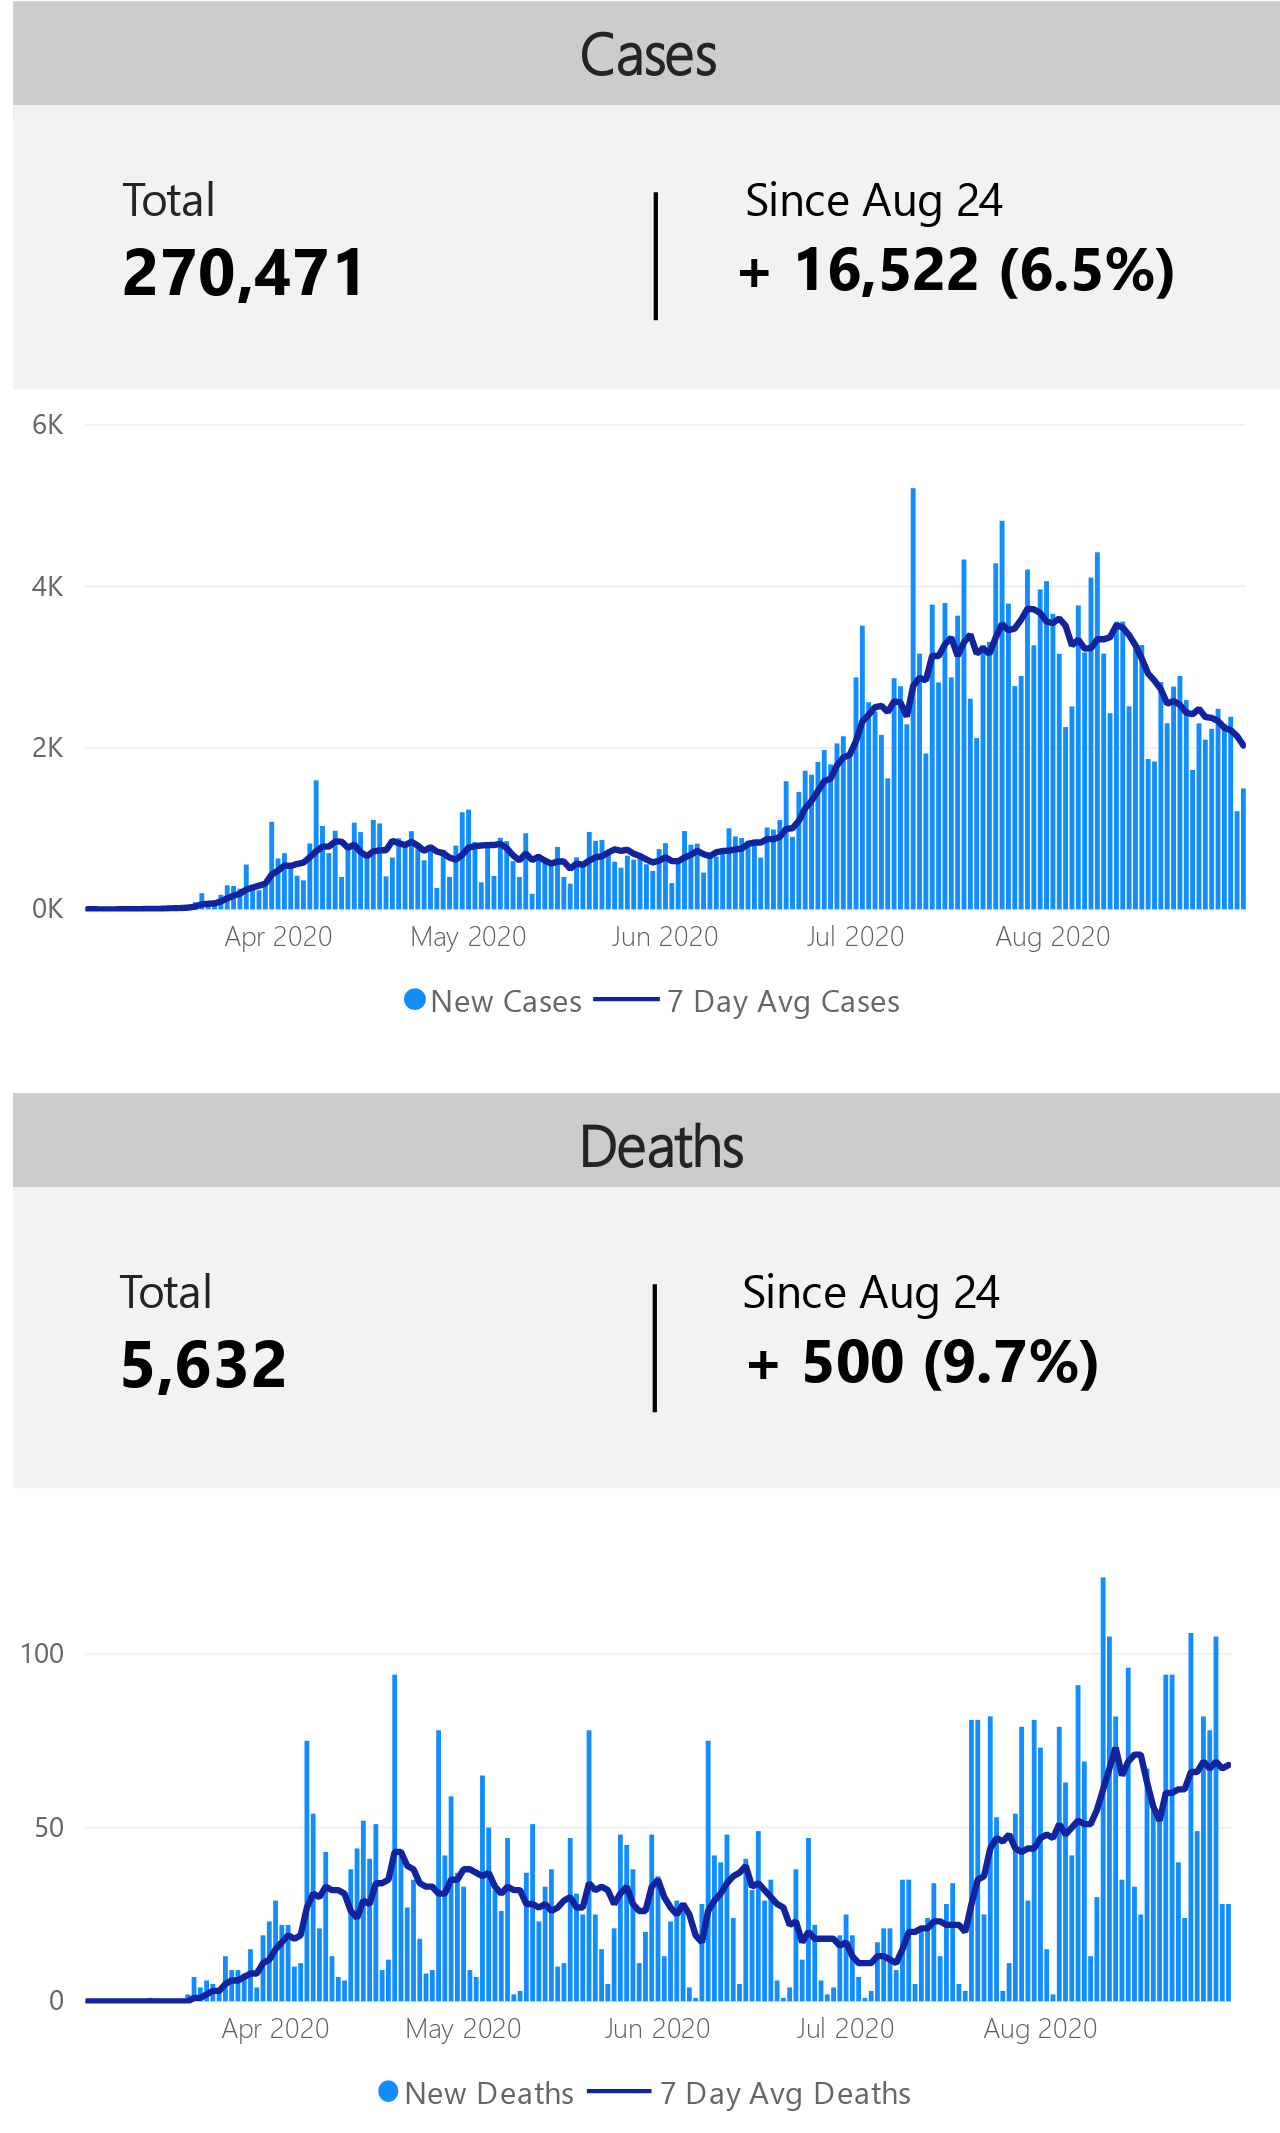 Cases
Total
Since Aug 24
270,471
+ 16,522 (6.5%)
6K
4K
2K
0K
Apr 2020 May 2020 Jun 2020 Jul 2020 Aug 2020
New Cases 7 Day Avg Cases
Deaths
Total
Since Aug 24
5,632
+ 500 (9.7%)
100
50
0
Apr 2020 May 2020 Jun 2020 Jul 2020 Aug 2020
New Deaths 7 Day Avg Deaths